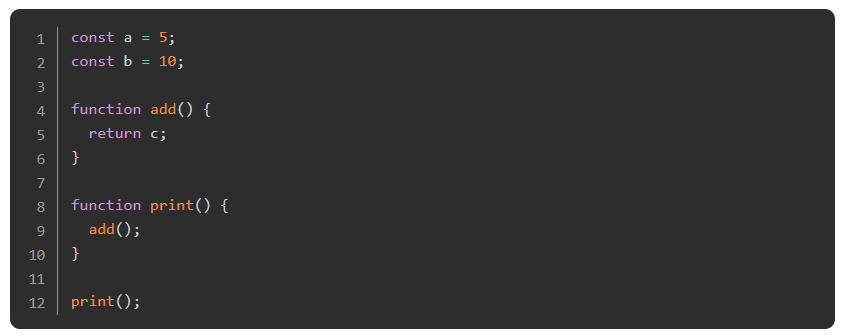 1 const a = 5;
2 const b = 10;
3
4 function add() {
5   return c;
6 }
7
8 function print() {
9   add();
10 }
11
12 print();